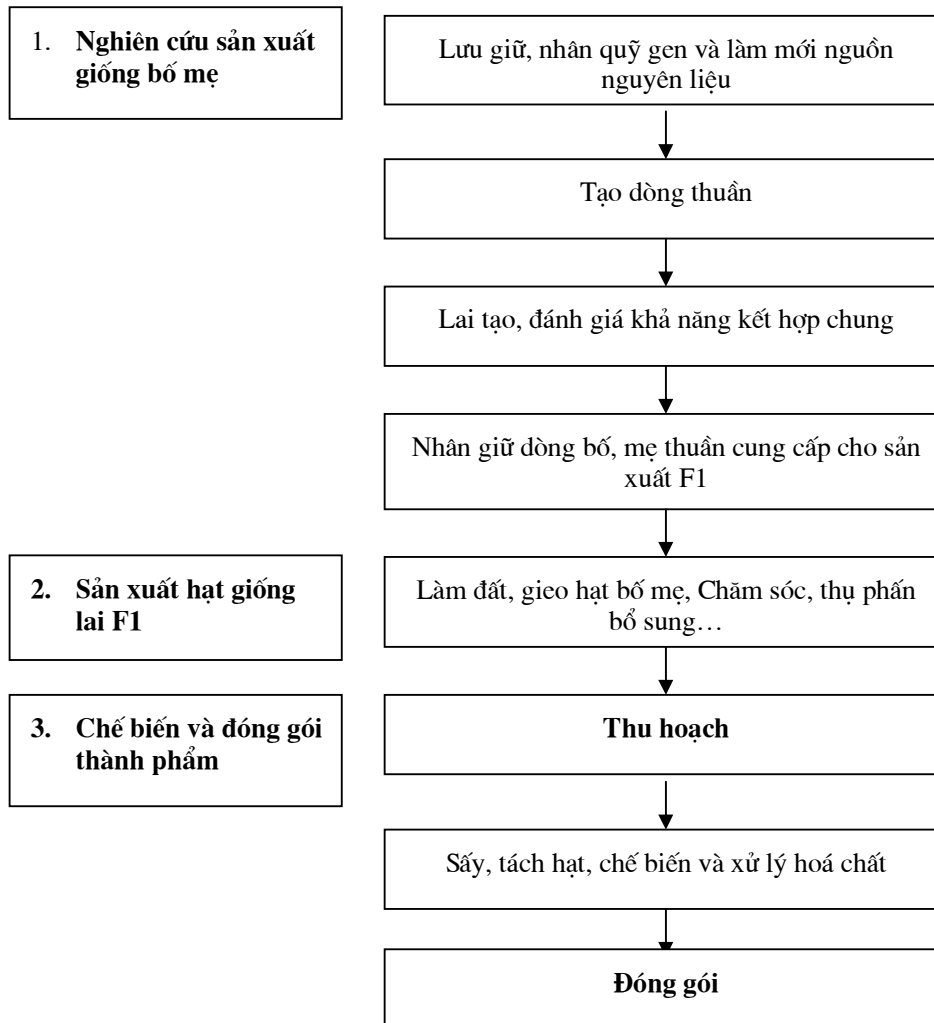 1. Nghiên cứu sản xuất
giống bố mẹ
Lưu giữ, nhân quỹ gen và làm mới nguồn
nguyên liệu
Tạo dòng thuần
Lai tạo, đánh giá khả năng kết hợp chung
Nhân giữ dòng bố, mẹ thuần cung cấp cho sản
xuất F1
2. Sản xuất hạt giống
lai F1
Làm đất, gieo hạt bố mẹ, Chăm sóc, thụ phấn
bổ sung…
3. Chế biến và đóng gói
thành phẩm
Thu hoạch
Sấy, tách hạt, chế biến và xử lý hoá chất
Đóng gói